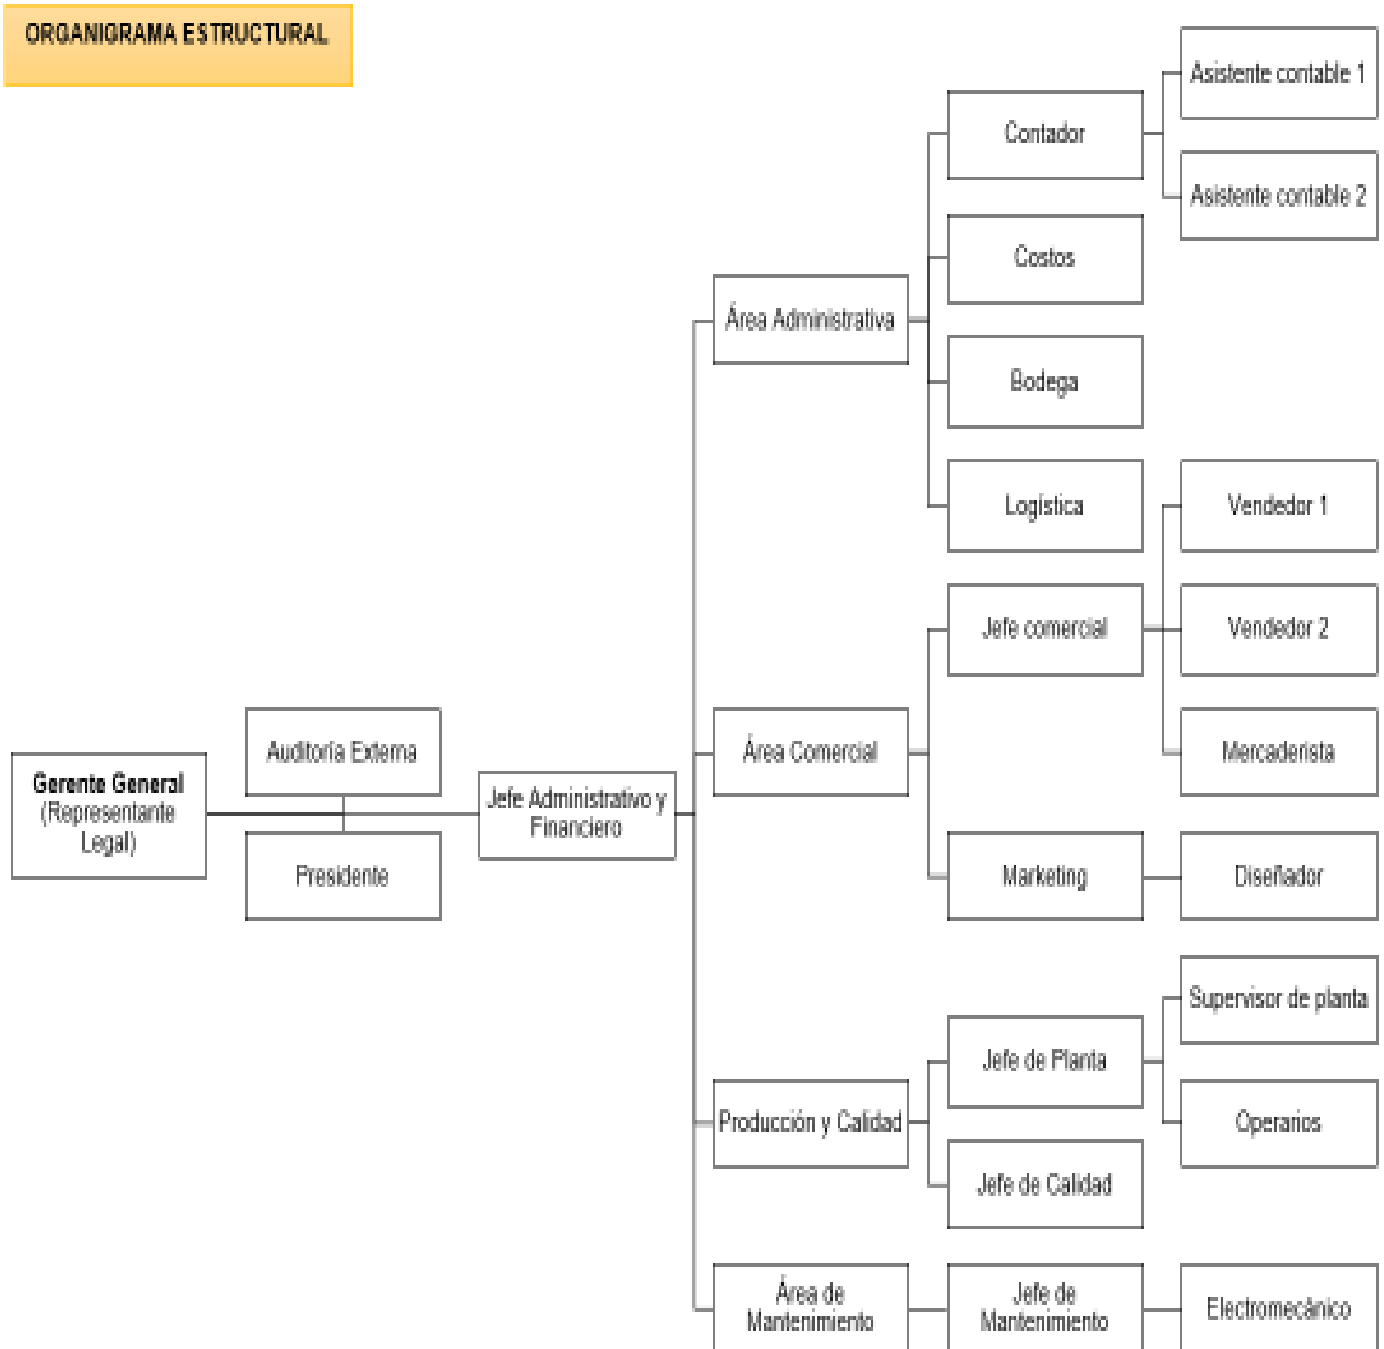 ORGANIGRAMA ESTRUCTURAL
Gerente General
(Representante
Legal)
Auditoría Externa
Presidente
Jefe Administrativo y
Financiero
Área Administrativa
Contador
Asistente contable 1
Asistente contable 2
Costos
Bodega
Logística
Área Comercial
Jefe comercial
Vendedor 1
Vendedor 2
Mercaderista
Marketing
Diseñador
Producción y Calidad
Jefe de Planta
Supervisor de planta
Operarios
Jefe de Calidad
Área de
Mantenimiento
Jefe de
Mantenimiento
Electromecánico